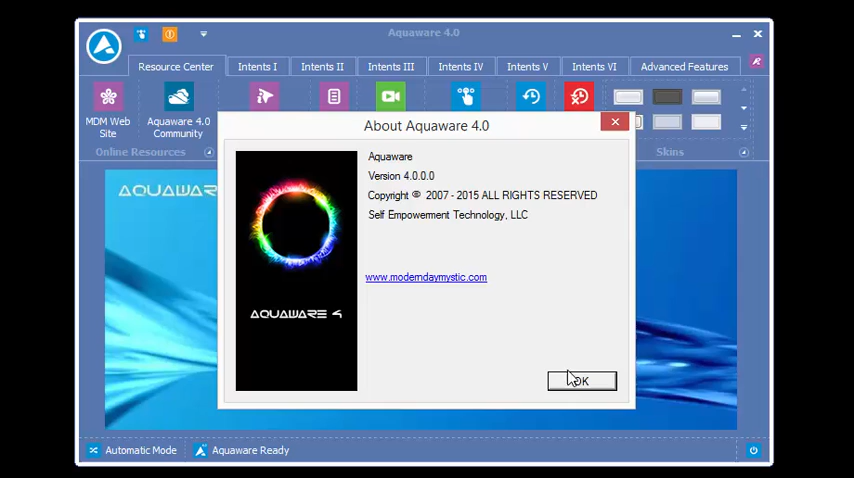 Aquaware 4.0
Resource Center
Intents I
Intents II
Intents III
Intents IV
Intents V
Intents VI
Advanced Features
MDM Web
Site
Aquaware 4.0
Community
Online Resources
Skins
AQUAWARE
About Aquaware 4.0
Aquaware
Version 4.0.0.0
Copyright © 2007 - 2015 ALL RIGHTS RESERVED
Self Empowerment Technology, LLC
www.moderndaymystic.com
AQUAWARE 4
OK
Automatic Mode
Aquaware Ready